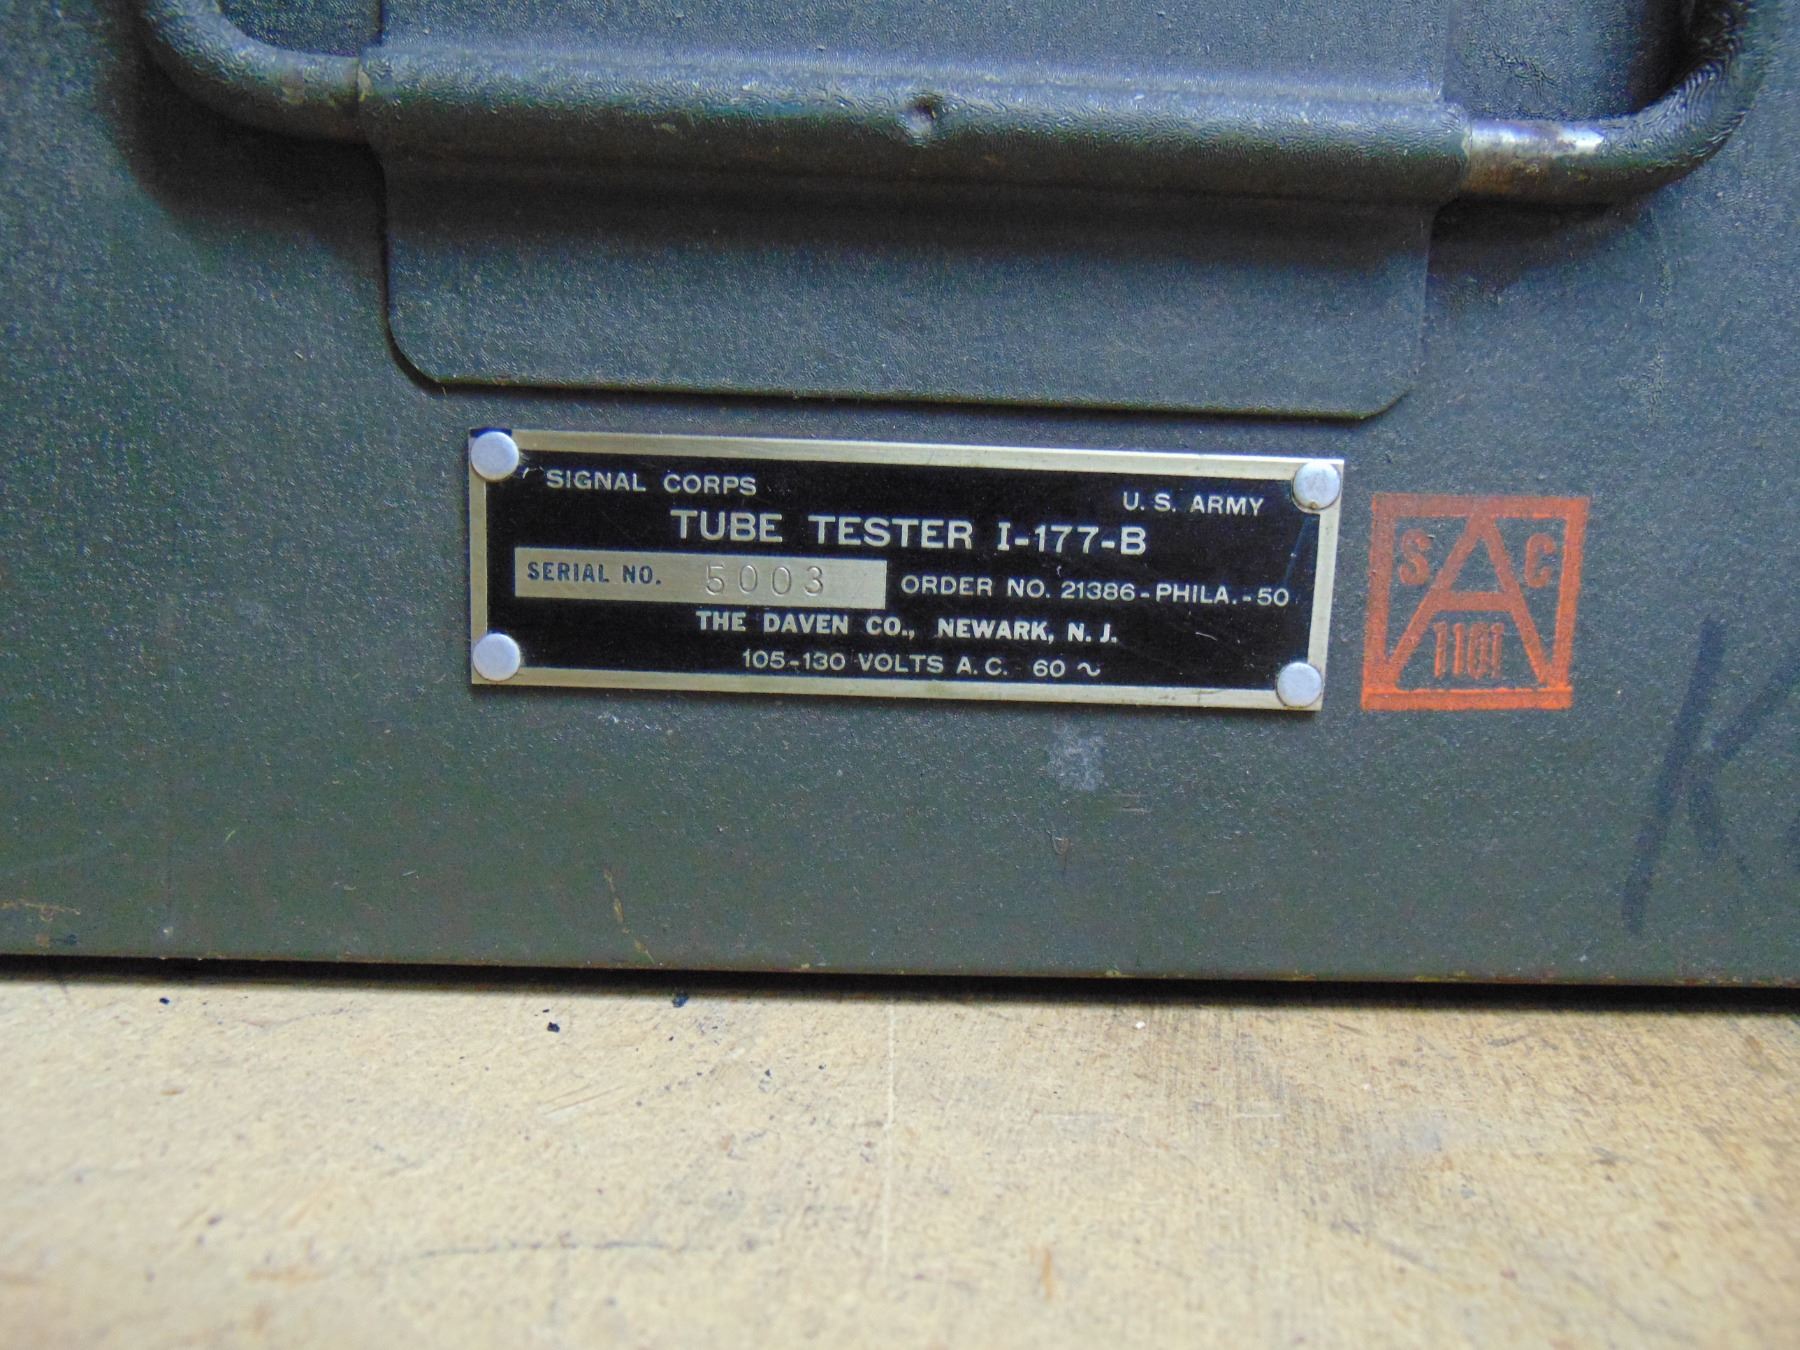 SIGNAL CORPS U. S. ARMY
TUBE TESTER I-177-B
SERIAL NO. 5003 ORDER NO. 21386-PHILA.-50
THE DAVEN CO., NEWARK, N. J.
105-130 VOLTS A.C. 60 ~
S A C
1101
K